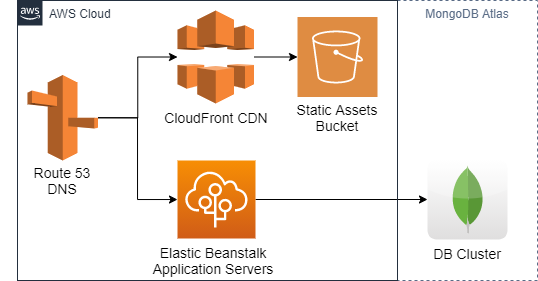 aws
AWS Cloud
MongoDB Atlas
CloudFront CDN
Static Assets
Bucket
Route 53
DNS
Elastic Beanstalk
Application Servers
DB Cluster